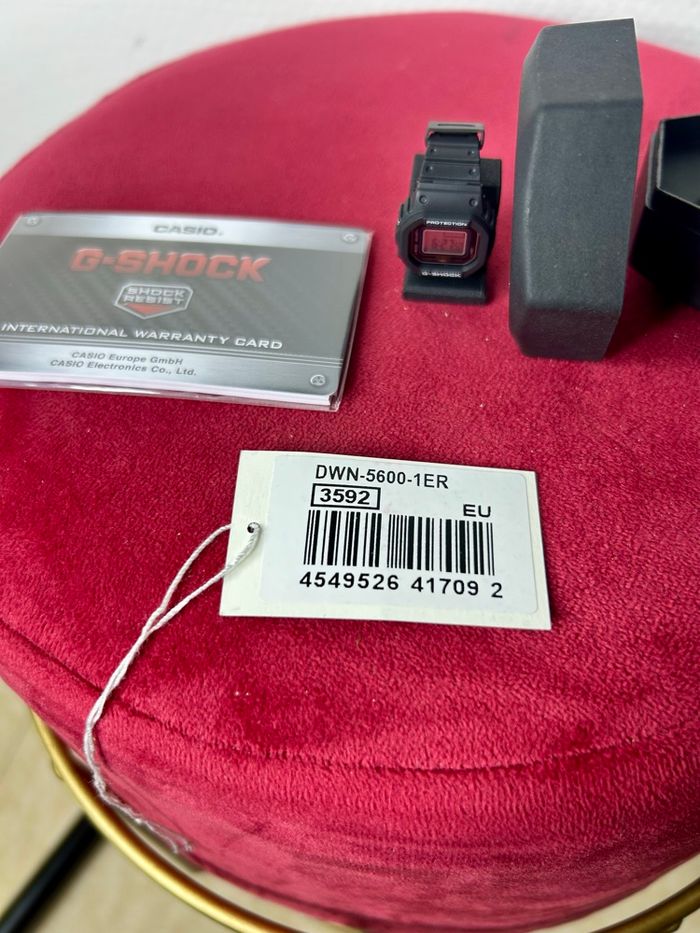 CASIO
G-SHOCK
SHOCK
RESIST
INTERNATIONAL WARRANTY CARD
CASIO Europe GmbH
CASIO Electronics Co., Ltd.
PROTECTION
G-SHOCK
DWN-5600-1ER
3592
EU
4549526 41709 2